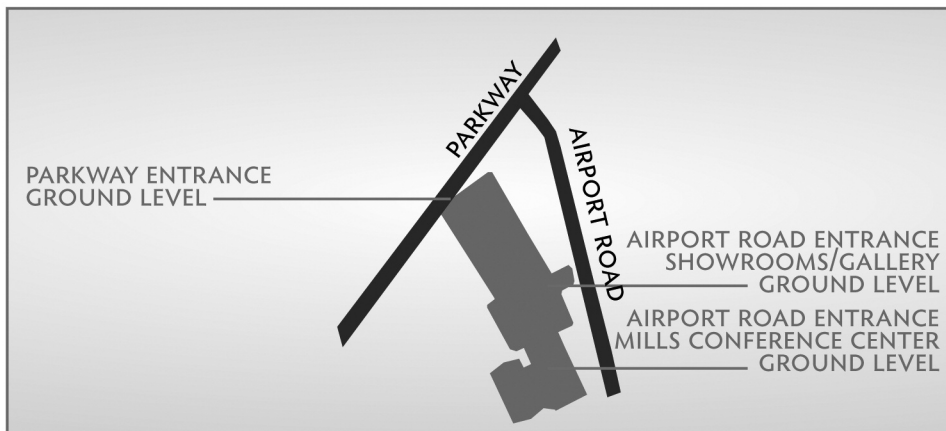 PARKWAY
AIRPORT ROAD
PARKWAY ENTRANCE
GROUND LEVEL
AIRPORT ROAD ENTRANCE
SHOWROOMS/GALLERY
GROUND LEVEL
AIRPORT ROAD ENTRANCE
MILLS CONFERENCE CENTER
GROUND LEVEL